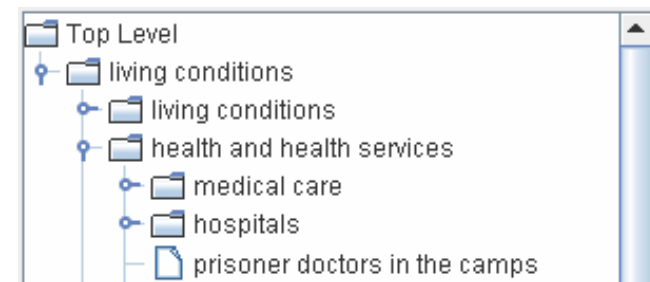 Top Level
living conditions
living conditions
health and health services
medical care
hospitals
prisoner doctors in the camps